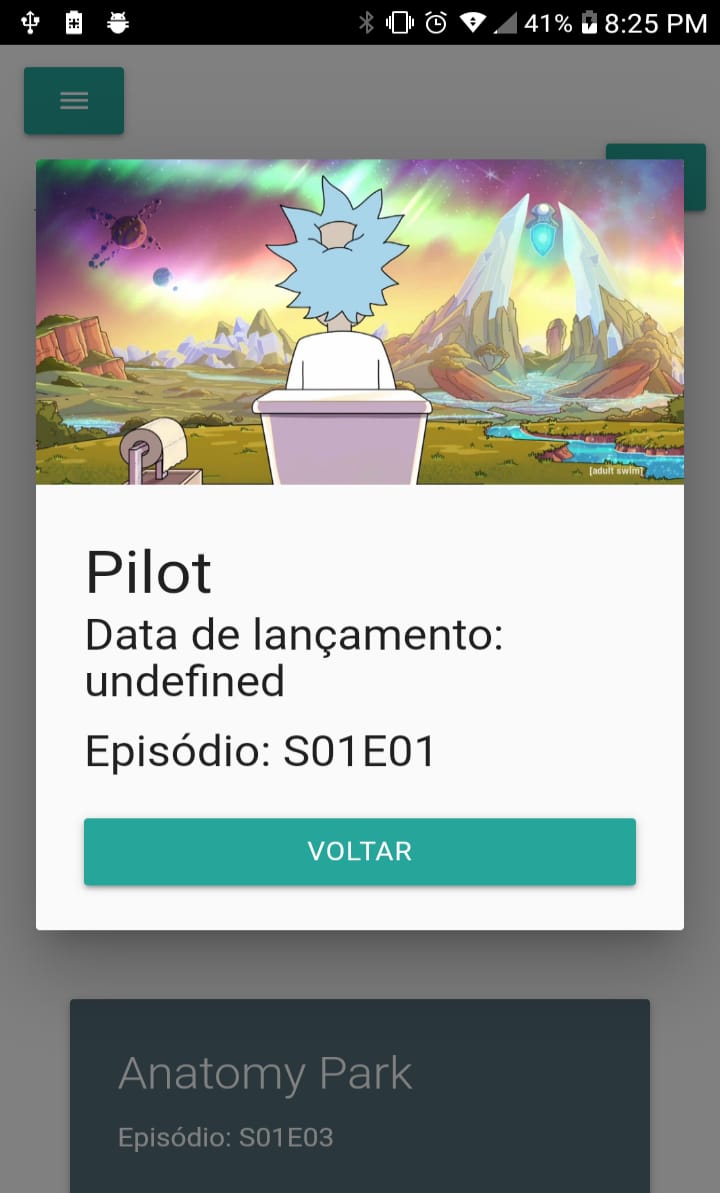 41% 8:25 PM
[adult swim]
Pilot
Data de lançamento:
undefined
Episódio: S01E01
VOLTAR
Anatomy Park
Episódio: S01E03